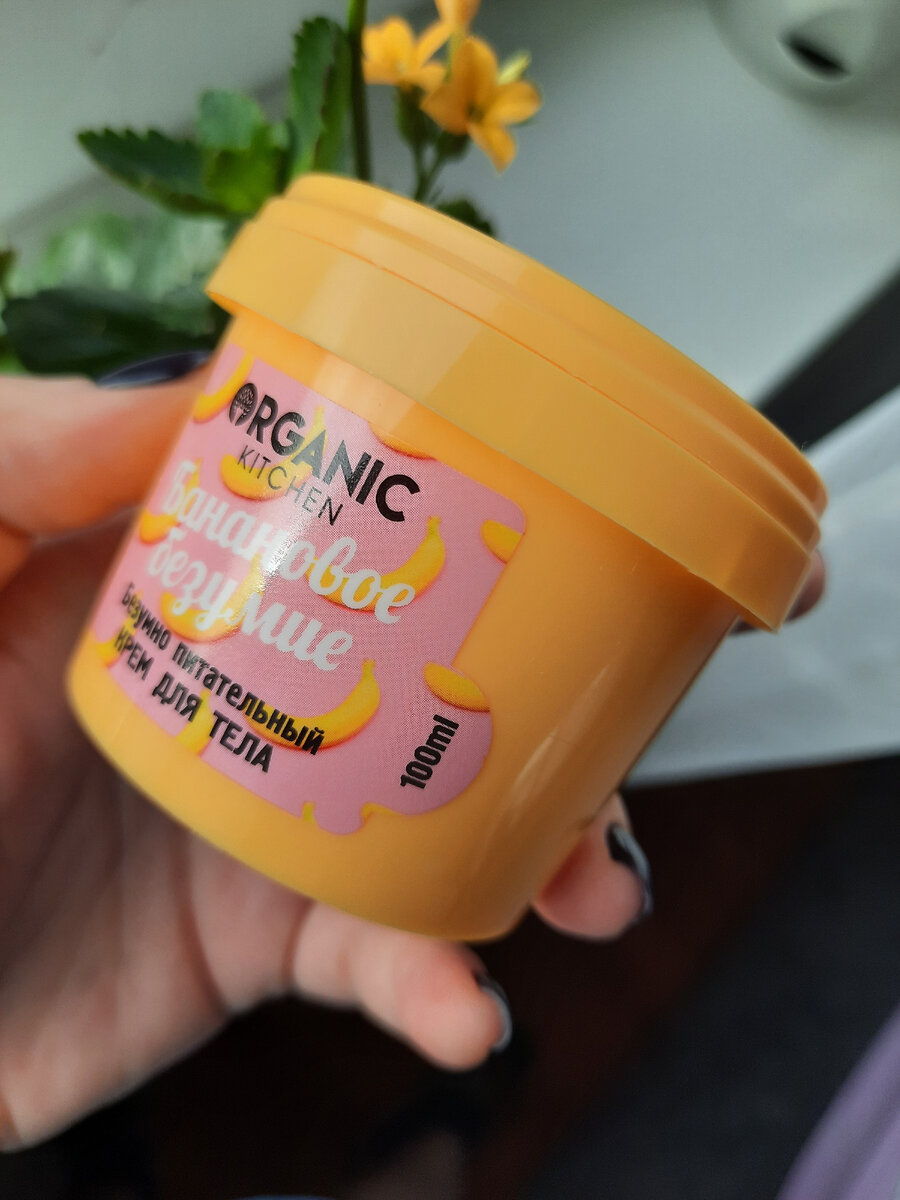 ORGANIC
KITCHEN
Банановое
безумие
Безумно питательный
КРЕМ ДЛЯ ТЕЛА
100ml